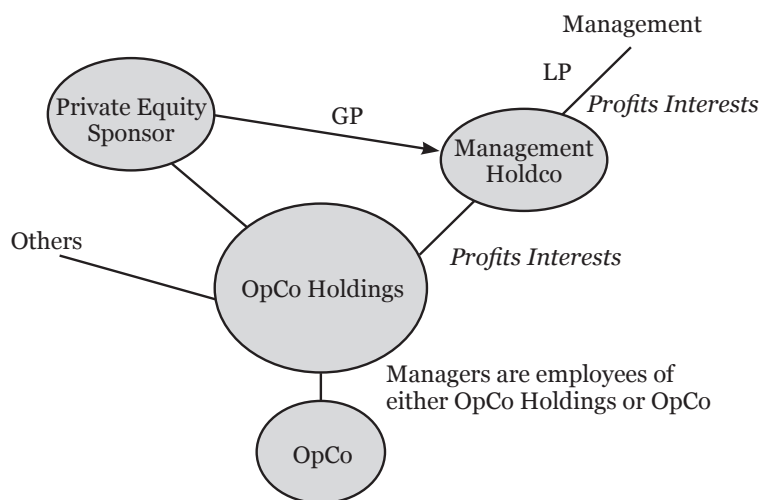 Management
LP
Profits Interests
Private Equity
Sponsor
GP
Management
Holdco
Others
Profits Interests
OpCo Holdings
Managers are employees of
either OpCo Holdings or OpCo
OpCo